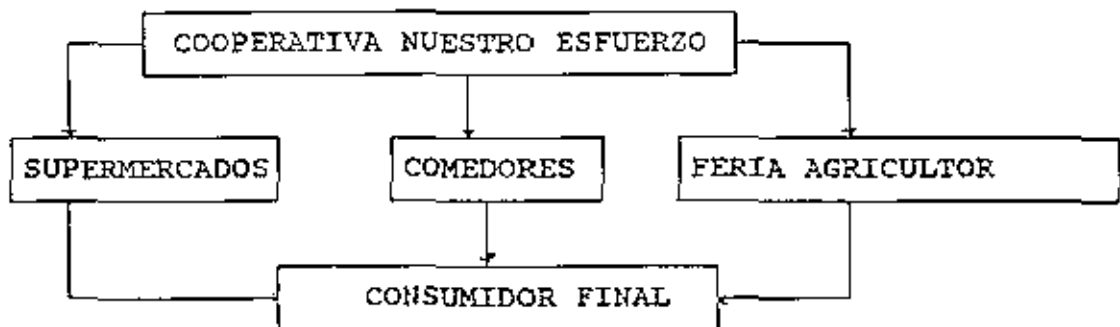 COOPERATIVA NUESTRO ESFUERZO
SUPERMERCADOS
COMEDORES
FERIA AGRICULTOR
CONSUMIDOR FINAL